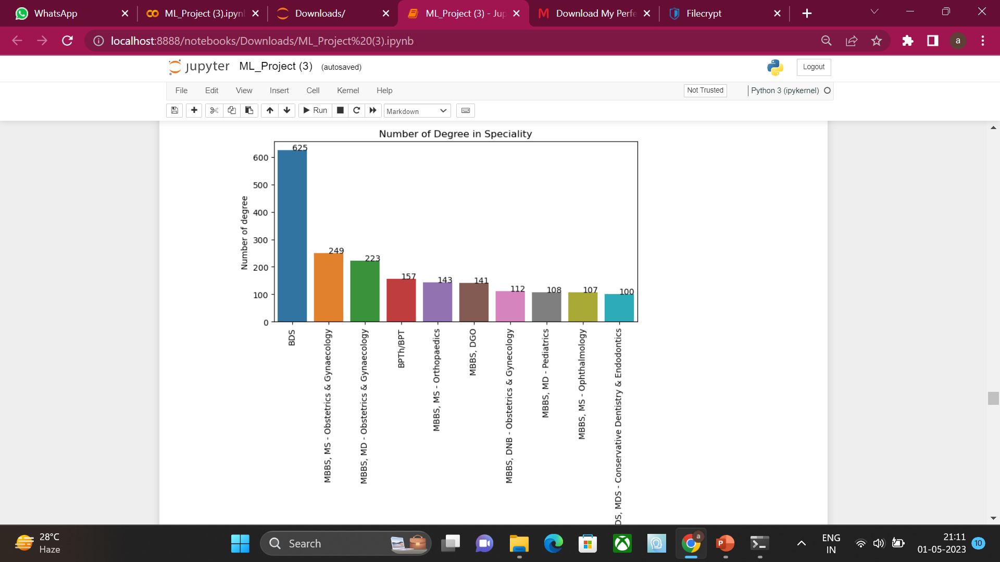 WhatsApp
ML_Project (3).ipyn
Downloads/
ML_Project (3) - Jup
Download My Perfe
Filecrypt
localhost:8888/notebooks/Downloads/ML_Project%20(3).ipynb
a
jupyter ML_Project (3) (autosaved)
Logout
File Edit View Insert Cell Kernel Help
Not Trusted
Python 3 (ipykernel)
Run
Markdown
Number of Degree in Speciality
Number of degree
600
500
400
300
200
100
0
625
249
223
157
143
141
112
108
107
100
BDS
MBBS, MS - Obstetrics & Gynaecology
MBBS, MD - Obstetrics & Gynaecology
BPTh/BPT
MBBS, MS - Orthopaedics
MBBS, DGO
MBBS, DNB - Obstetrics & Gynecology
MBBS, MD - Pediatrics
MBBS, MS - Ophthalmology
DS, MDS - Conservative Dentistry & Endodontics
28°C
Haze
Search
a
P
ENG
IN
21:11
01-05-2023
10